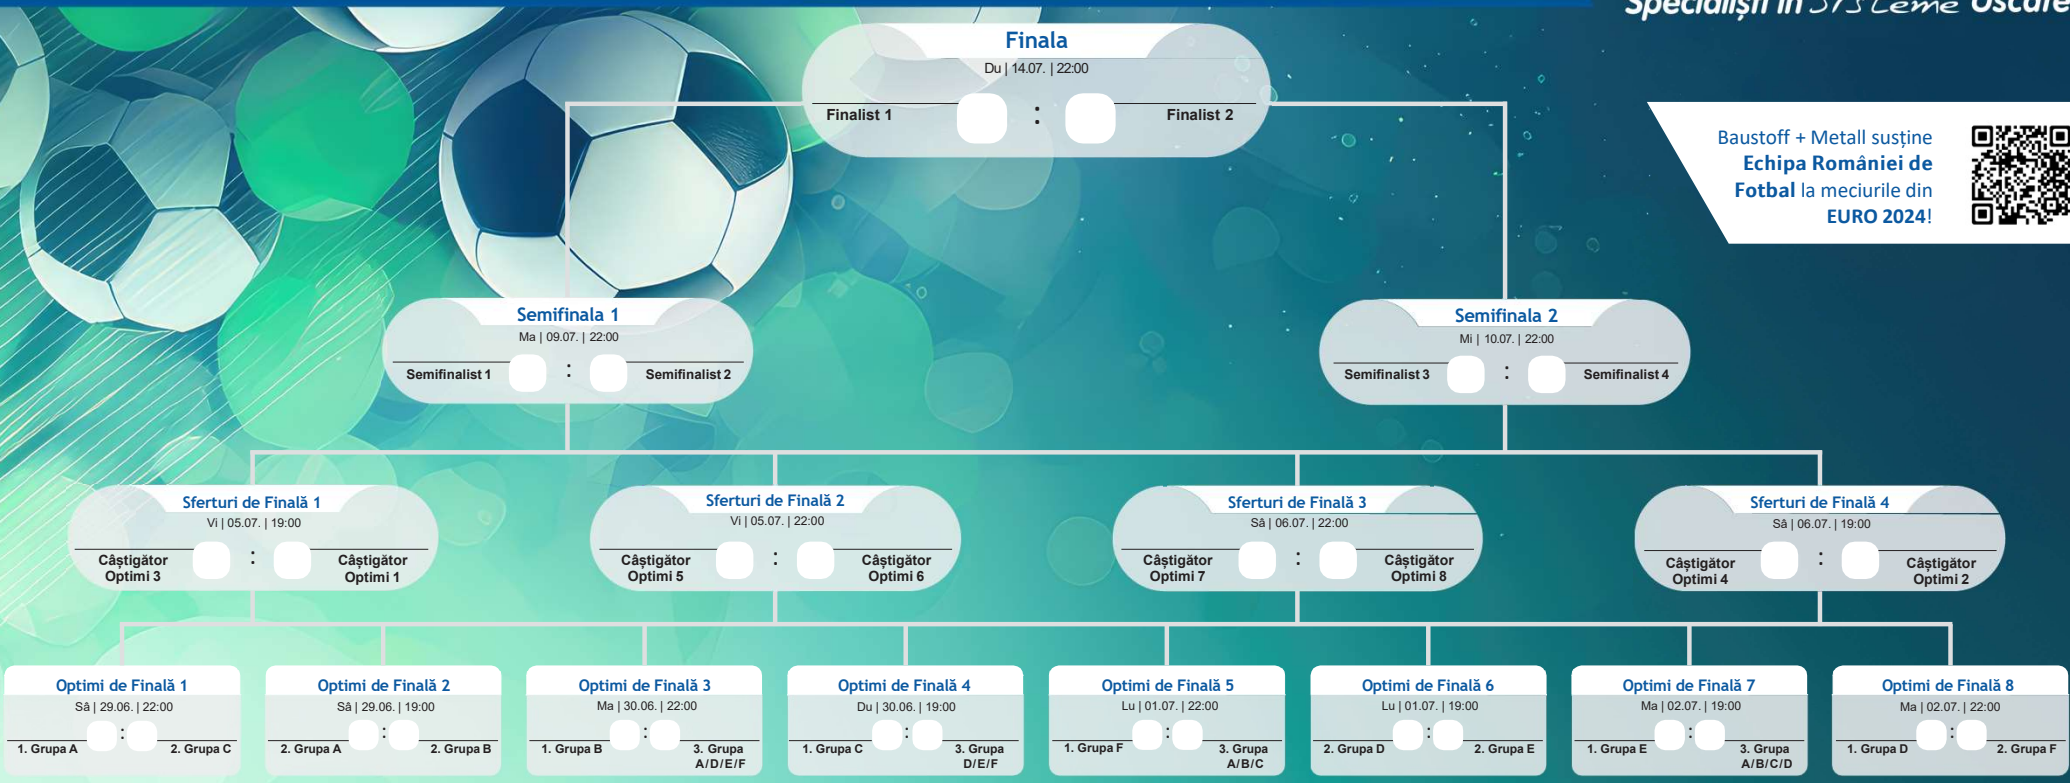 Specialiști în sisteme uscate
Finala
Du | 14.07. | 22:00
:
Finalist 1
Finalist 2
Baustoff + Metall susține
Echipa României de
Fotbal la meciurile din
EURO 2024!
Semifinala 1
Ma | 09.07. | 22:00
:
Semifinalist 1
Semifinalist 2
Semifinala 2
Mi | 10.07. | 22:00
:
Semifinalist 3
Semifinalist 4
Sferturi de Finală 1
Vi | 05.07. | 19:00
:
Câștigător
Optimi 3
Câștigător
Optimi 1
Sferturi de Finală 2
Vi | 05.07. | 22:00
:
Câștigător
Optimi 5
Câștigător
Optimi 6
Sferturi de Finală 3
Sâ | 06.07. | 22:00
:
Câștigător
Optimi 7
Câștigător
Optimi 8
Sferturi de Finală 4
Sâ | 06.07. | 19:00
:
Câștigător
Optimi 4
Câștigător
Optimi 2
Optimi de Finală 1
Sâ | 29.06. | 22:00
:
1. Grupa A
2. Grupa C
Optimi de Finală 2
Sâ | 29.06. | 19:00
:
2. Grupa A
2. Grupa B
Optimi de Finală 3
Ma | 30.06. | 22:00
:
1. Grupa B
3. Grupa
A/D/E/F
Optimi de Finală 4
Du | 30.06. | 19:00
:
1. Grupa C
3. Grupa
D/E/F
Optimi de Finală 5
Lu | 01.07. | 22:00
:
1. Grupa F
3. Grupa
A/B/C
Optimi de Finală 6
Lu | 01.07. | 19:00
:
2. Grupa D
2. Grupa E
Optimi de Finală 7
Ma | 02.07. | 19:00
:
1. Grupa E
3. Grupa
A/B/C/D
Optimi de Finală 8
Ma | 02.07. | 22:00
:
1. Grupa D
2. Grupa F